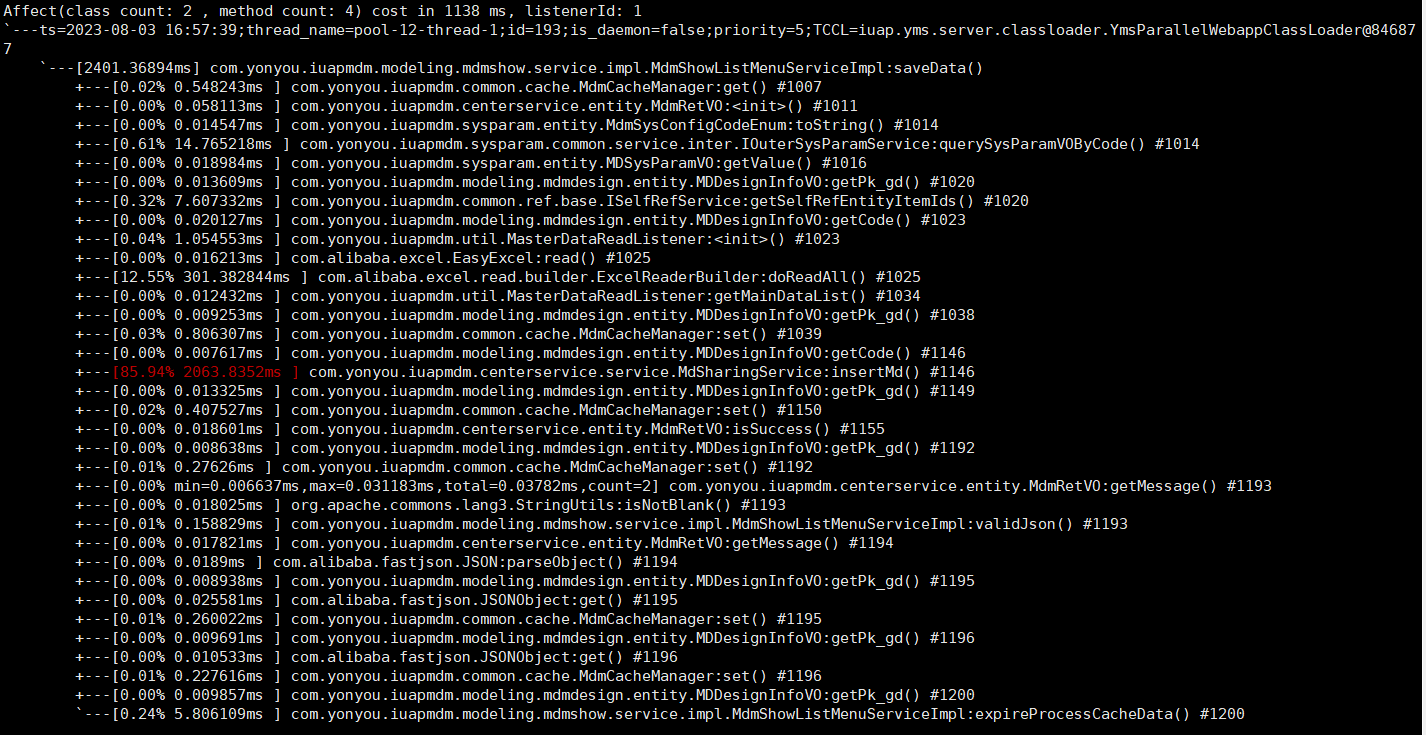 Affect(class count: 2 , method count: 4) cost in 1138 ms, listenerId: 1
`---ts=2023-08-03 16:57:39;thread_name=pool-12-thread-1;id=193;is_daemon=false;priority=5;TCCL=iuap.yms.server.classloader.YmsParallelWebappClassLoader@84687
7
    `---[2401.36894ms] com.yonyou.iuapmdm.modeling.mdmshow.service.impl.MdmShowListMenuServiceImpl:saveData()
        +---[0.02% 0.548243ms ] com.yonyou.iuapmdm.common.cache.MdmCacheManager:get() #1007
        +---[0.00% 0.058113ms ] com.yonyou.iuapmdm.centerservice.entity.MdmRetVO:<init>() #1011
        +---[0.00% 0.014547ms ] com.yonyou.iuapmdm.sysparam.entity.MdmSysConfigCodeEnum:toString() #1014
        +---[0.61% 14.765218ms ] com.yonyou.iuapmdm.sysparam.common.service.inter.IOuterSysParamService:querySysParamVOByCode() #1014
        +---[0.00% 0.018984ms ] com.yonyou.iuapmdm.sysparam.entity.MDSysParamVO:getValue() #1016
        +---[0.00% 0.013609ms ] com.yonyou.iuapmdm.modeling.mdmdesign.entity.MDDesignInfoVO:getPk_gd() #1020
        +---[0.32% 7.607332ms ] com.yonyou.iuapmdm.common.ref.base.ISelfRefService:getSelfRefEntityItemIds() #1020
        +---[0.00% 0.020127ms ] com.yonyou.iuapmdm.modeling.mdmdesign.entity.MDDesignInfoVO:getCode() #1023
        +---[0.04% 1.054553ms ] com.yonyou.iuapmdm.util.MasterDataReadListener:<init>() #1023
        +---[0.00% 0.016213ms ] com.alibaba.excel.EasyExcel:read() #1025
        +---[12.55% 301.382844ms ] com.alibaba.excel.read.builder.ExcelReaderBuilder:doReadAll() #1025
        +---[0.00% 0.012432ms ] com.yonyou.iuapmdm.util.MasterDataReadListener:getMainDataList() #1034
        +---[0.00% 0.009253ms ] com.yonyou.iuapmdm.modeling.mdmdesign.entity.MDDesignInfoVO:getPk_gd() #1038
        +---[0.03% 0.806307ms ] com.yonyou.iuapmdm.common.cache.MdmCacheManager:set() #1039
        +---[0.00% 0.007617ms ] com.yonyou.iuapmdm.modeling.mdmdesign.entity.MDDesignInfoVO:getCode() #1146
        +---[85.94% 2063.8352ms ] com.yonyou.iuapmdm.centerservice.service.MdSharingService:insertMd() #1146
        +---[0.00% 0.013325ms ] com.yonyou.iuapmdm.modeling.mdmdesign.entity.MDDesignInfoVO:getPk_gd() #1149
        +---[0.02% 0.407527ms ] com.yonyou.iuapmdm.common.cache.MdmCacheManager:set() #1150
        +---[0.00% 0.018601ms ] com.yonyou.iuapmdm.centerservice.entity.MdmRetVO:isSuccess() #1155
        +---[0.00% 0.008638ms ] com.yonyou.iuapmdm.modeling.mdmdesign.entity.MDDesignInfoVO:getPk_gd() #1192
        +---[0.01% 0.27626ms ] com.yonyou.iuapmdm.common.cache.MdmCacheManager:set() #1192
        +---[0.00% min=0.006637ms,max=0.031183ms,total=0.03782ms,count=2] com.yonyou.iuapmdm.centerservice.entity.MdmRetVO:getMessage() #1193
        +---[0.00% 0.018025ms ] org.apache.commons.lang3.StringUtils:isNotBlank() #1193
        +---[0.01% 0.158829ms ] com.yonyou.iuapmdm.modeling.mdmshow.service.impl.MdmShowListMenuServiceImpl:validJson() #1193
        +---[0.00% 0.017821ms ] com.yonyou.iuapmdm.centerservice.entity.MdmRetVO:getMessage() #1194
        +---[0.00% 0.0189ms ] com.alibaba.fastjson.JSON:parseObject() #1194
        +---[0.00% 0.008938ms ] com.yonyou.iuapmdm.modeling.mdmdesign.entity.MDDesignInfoVO:getPk_gd() #1195
        +---[0.00% 0.025581ms ] com.alibaba.fastjson.JSONObject:get() #1195
        +---[0.01% 0.260022ms ] com.yonyou.iuapmdm.common.cache.MdmCacheManager:set() #1195
        +---[0.00% 0.009691ms ] com.yonyou.iuapmdm.modeling.mdmdesign.entity.MDDesignInfoVO:getPk_gd() #1196
        +---[0.00% 0.010533ms ] com.alibaba.fastjson.JSONObject:get() #1196
        +---[0.01% 0.227616ms ] com.yonyou.iuapmdm.common.cache.MdmCacheManager:set() #1196
        +---[0.00% 0.009857ms ] com.yonyou.iuapmdm.modeling.mdmdesign.entity.MDDesignInfoVO:getPk_gd() #1200
        `---[0.24% 5.806109ms ] com.yonyou.iuapmdm.modeling.mdmshow.service.impl.MdmShowListMenuServiceImpl:expireProcessCacheData() #1200